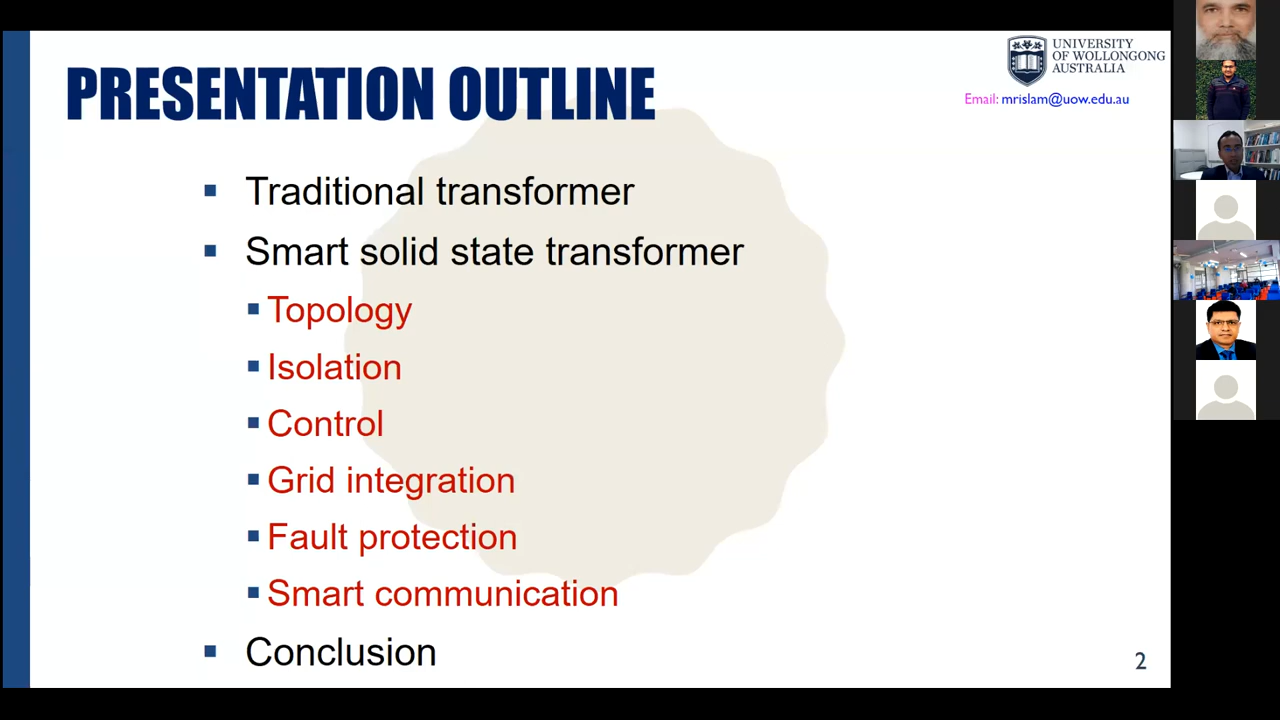 PRESENTATION OUTLINE
UNIVERSITY
OF WOLLONGONG
AUSTRALIA
Email: mrislam@uow.edu.au
▪ Traditional transformer
▪ Smart solid state transformer
▪ Topology
▪ Isolation
▪ Control
▪ Grid integration
▪ Fault protection
▪ Smart communication
▪ Conclusion
2